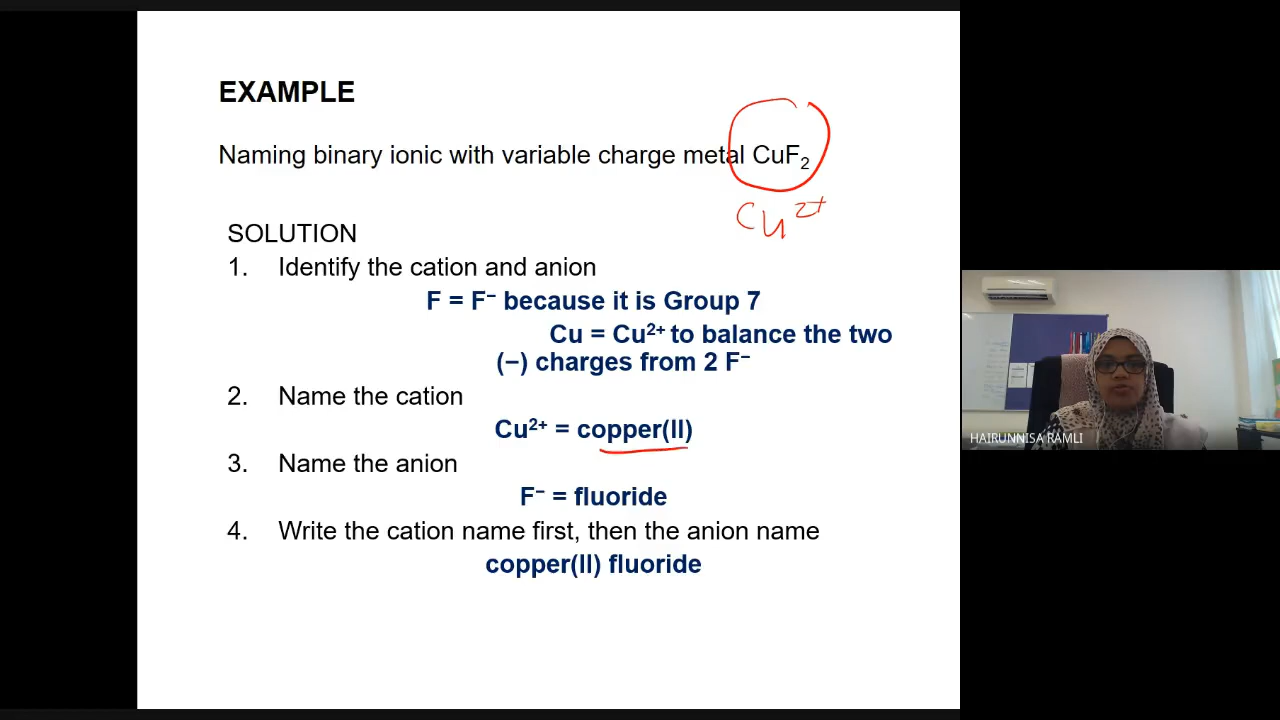 EXAMPLE
Naming binary ionic with variable charge metal CuF₂
Cu²⁺
SOLUTION
1. Identify the cation and anion
F = F⁻ because it is Group 7
Cu = Cu²⁺ to balance the two
(−) charges from 2 F⁻
2. Name the cation
Cu²⁺ = copper(II)
3. Name the anion
F⁻ = fluoride
4. Write the cation name first, then the anion name
copper(II) fluoride
HAIRUNNISA RAMLI